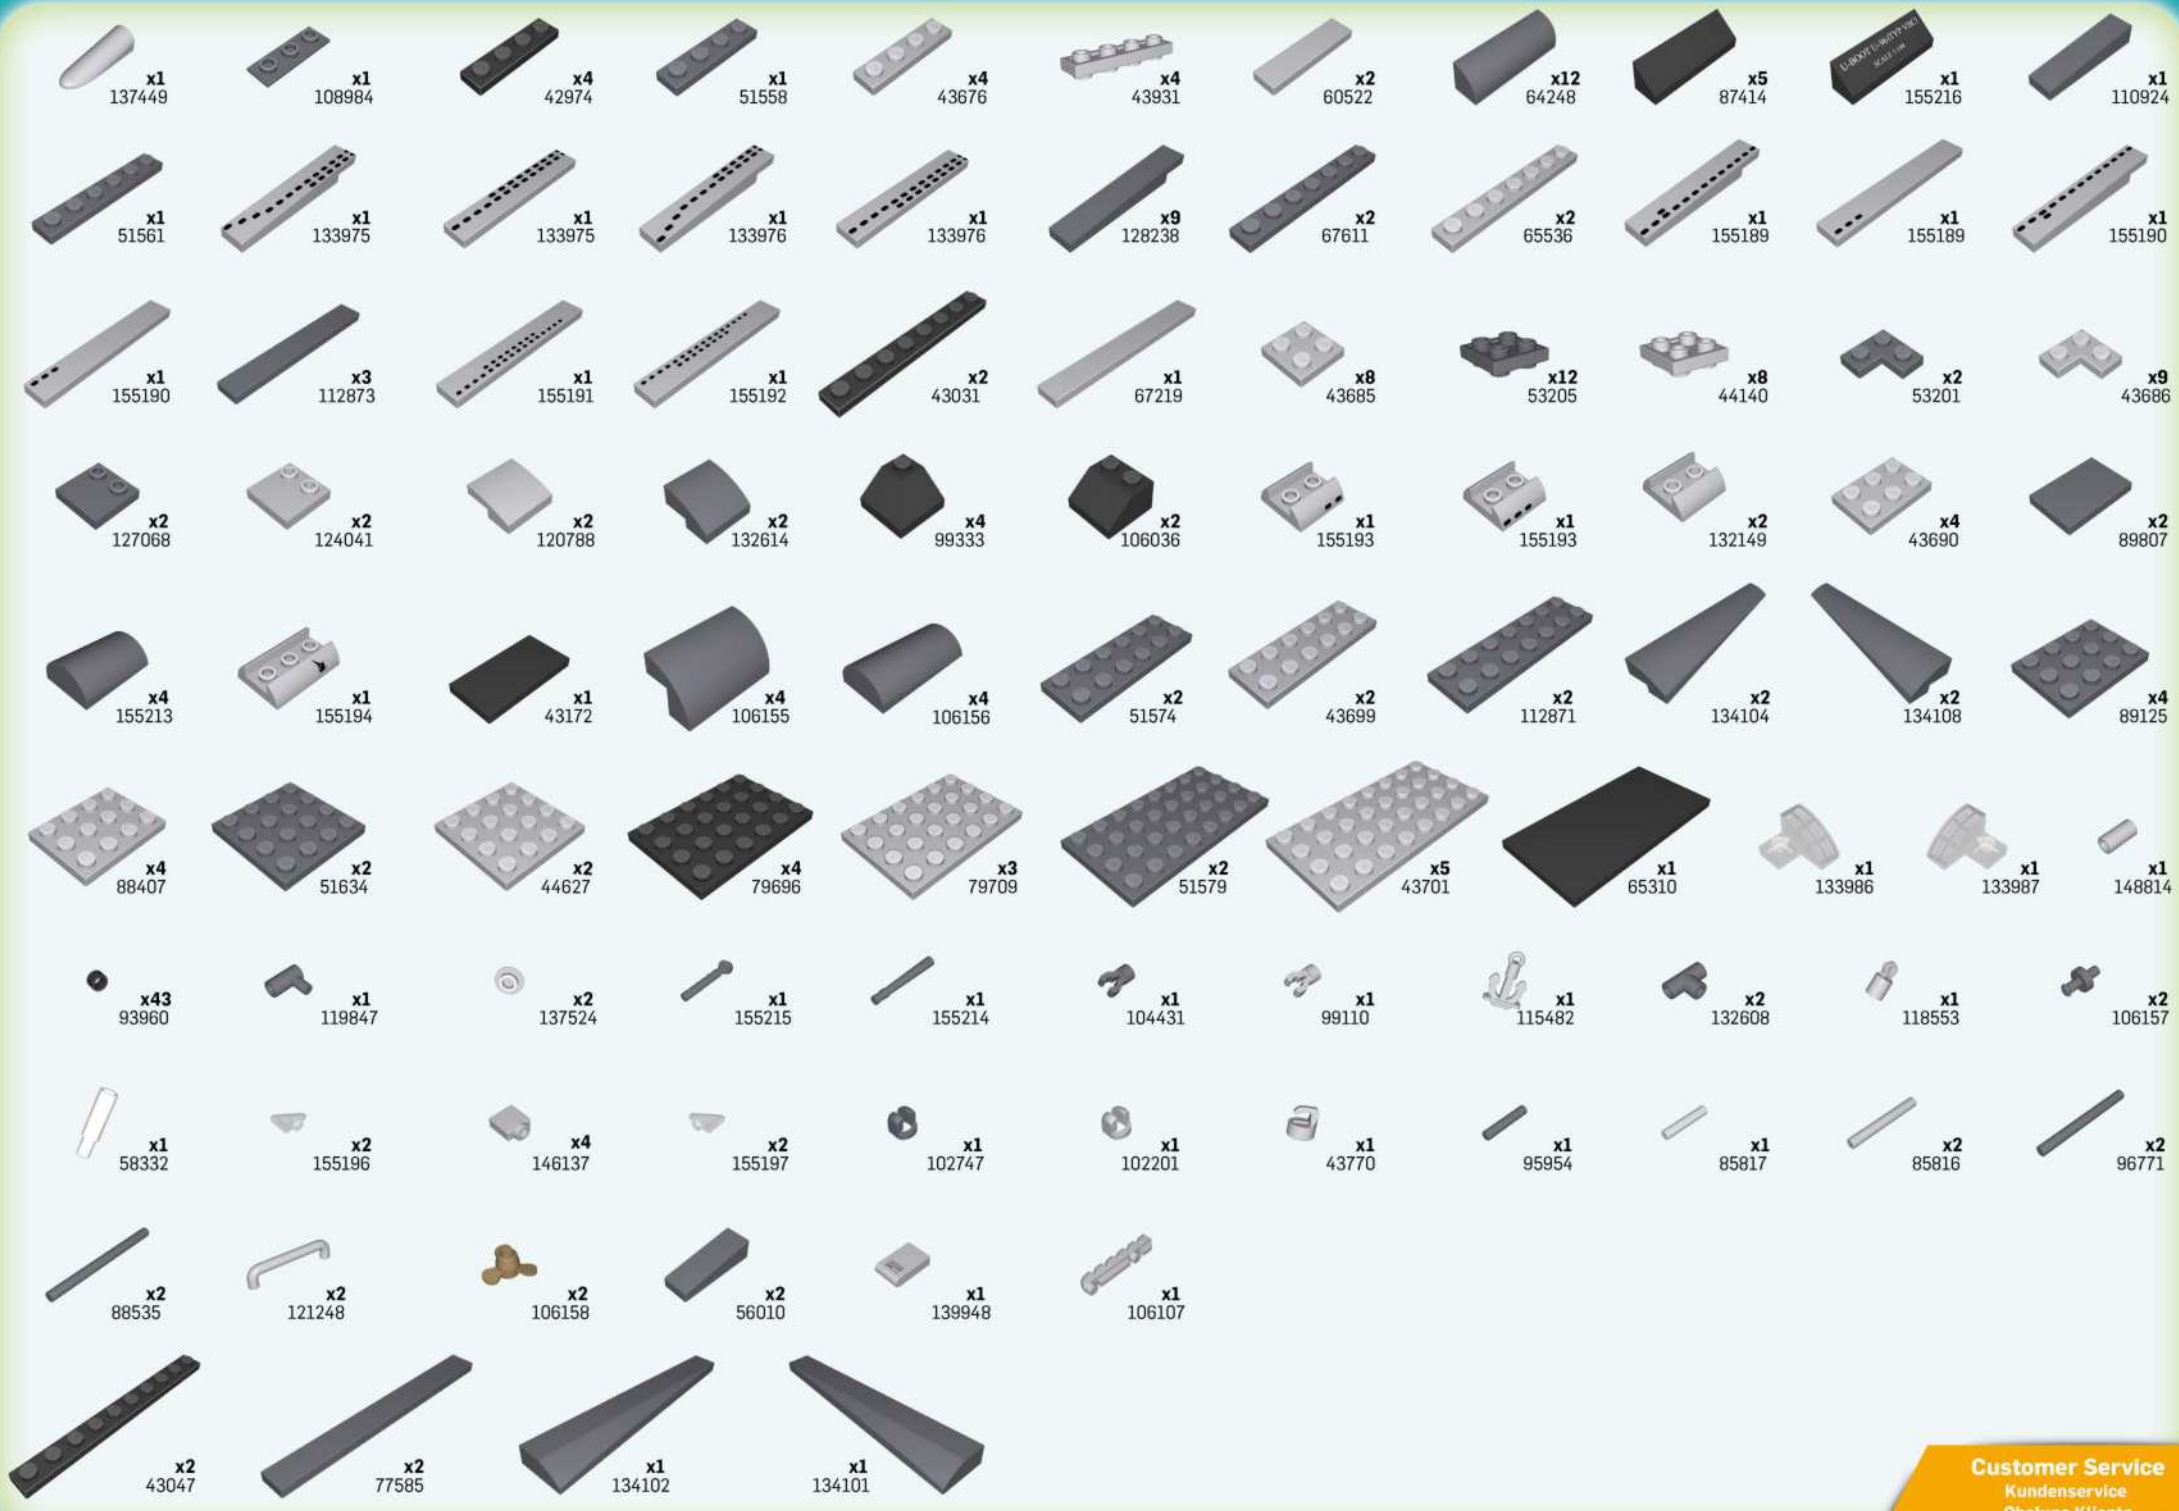 x1
137449
x1
108984
x4
42974
x1
51558
x4
43676
x4
43931
x2
60522
x12
64248
x5
87414
U-BOOT U-96 (TYP VIIC)
SCALE 1:144
x1
155216
x1
110924
x1
51561
x1
133975
x1
133975
x1
133976
x1
133976
x9
128238
x2
67611
x2
65536
x1
155189
x1
155189
x1
155190
x1
155190
x3
112873
x1
155191
x1
155192
x2
43031
x1
67219
x8
43685
x12
53205
x8
44140
x2
53201
x9
43686
x2
127068
x2
124041
x2
120788
x2
132614
x4
99333
x2
106036
x1
155193
x1
155193
x2
132149
x4
43690
x2
89807
x4
155213
x1
155194
x1
43172
x4
106155
x4
106156
x2
51574
x2
43699
x2
112871
x2
134104
x2
134108
x4
89125
x4
88407
x2
51634
x2
44627
x4
79696
x3
79709
x2
51579
x5
43701
x1
65310
x1
133986
x1
133987
x1
148814
x43
93960
x1
119847
x2
137524
x1
155215
x1
155214
x1
104431
x1
99110
x1
115482
x2
132608
x1
118553
x2
106157
x1
58332
x2
155196
x4
146137
x2
155197
x1
102747
x1
102201
x1
43770
x1
95954
x1
85817
x2
85816
x2
96771
x2
88535
x2
121248
x2
106158
x2
56010
x1
139948
x1
106107
x2
43047
x2
77585
x1
134102
x1
134101
Customer Service
Kundenservice